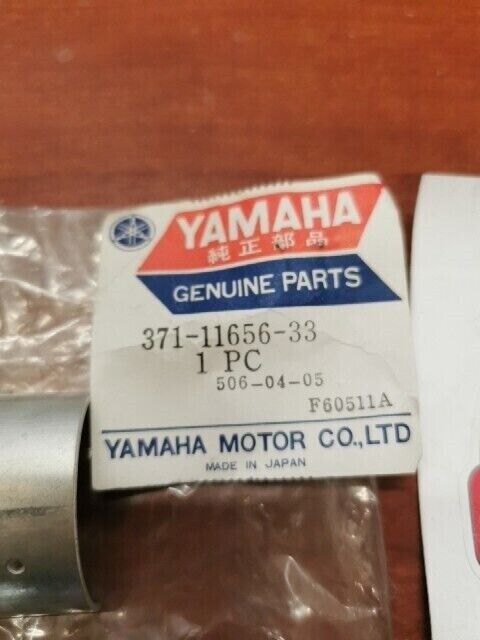 YAMAHA
純正部品
GENUINE PARTS
371-11656-33
1 PC
506-04-05
F60511A
YAMAHA MOTOR CO.,LTD
MADE IN JAPAN